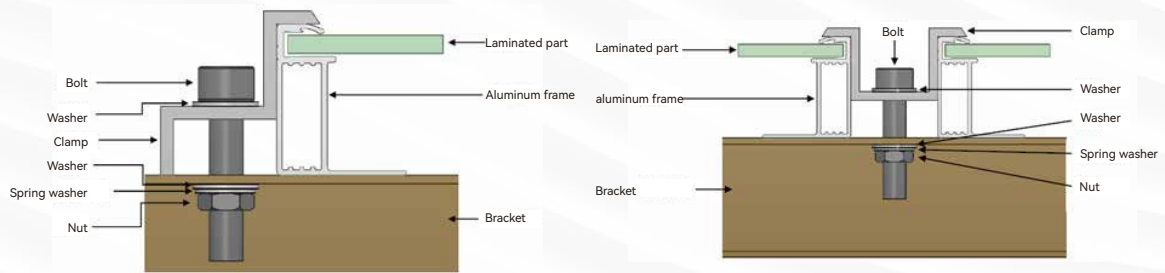 Laminated part
Bolt
Aluminum frame
Washer
Clamp
Washer
Spring washer
Bracket
Nut
Bolt
Clamp
Laminated part
Washer
aluminum frame
Washer
Spring washer
Bracket
Nut